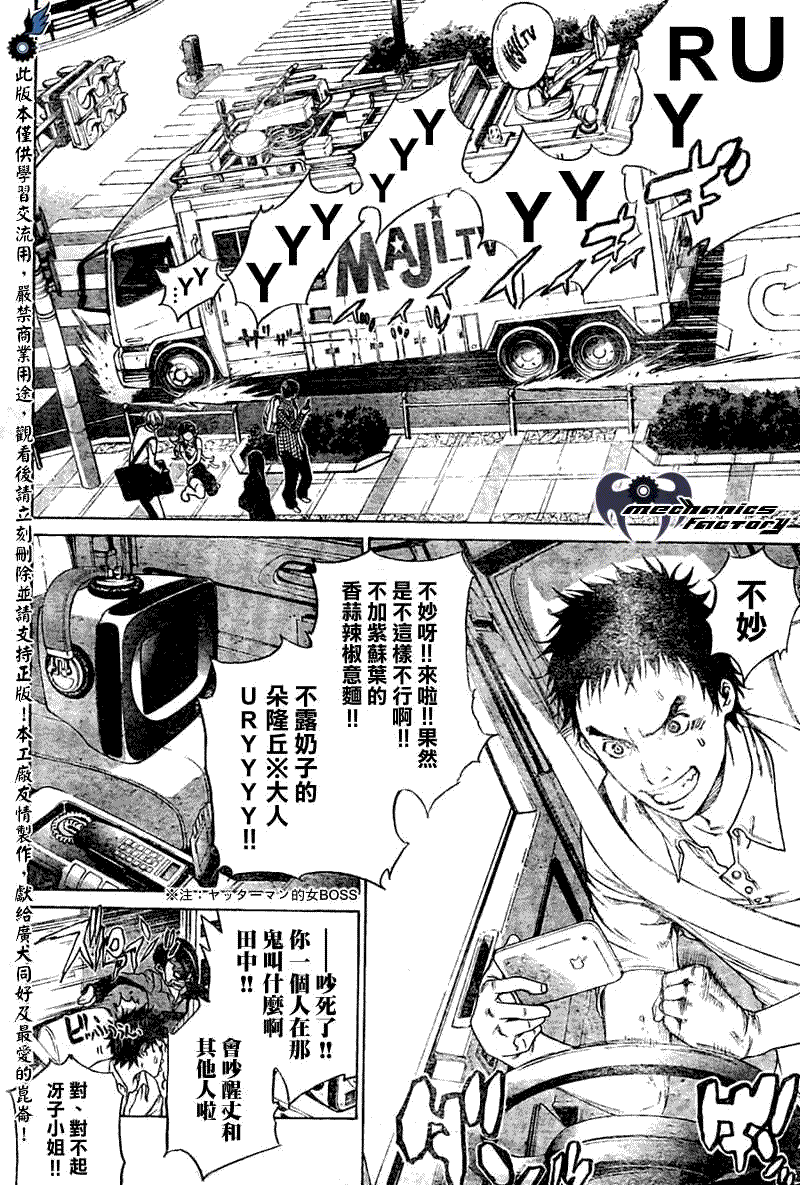 URYYYYYYYYYYY…
MAJI_TV
MAJI_TV
ギギ
mechanics
Factory
不妙
不妙呀!!來啦!!果然
是不這樣不行啊!!
不加紫蘇葉的
香蒜辣椒意麵!!
不露奶子的
朵隆丘※大人
URYYYYY!!
※注：ヤッターマン的女BOSS
——吵死了!!
你一個人在那
鬼叫什麼啊
田中!!
會吵醒丈和
其他人啦
對、對不起
冴子小姐!!
此版本僅供學習交流用，嚴禁商業用途，觀看後請立刻刪除並請支持正版！本工廠友情製作，獻給廣大同好及最愛的崑崙！